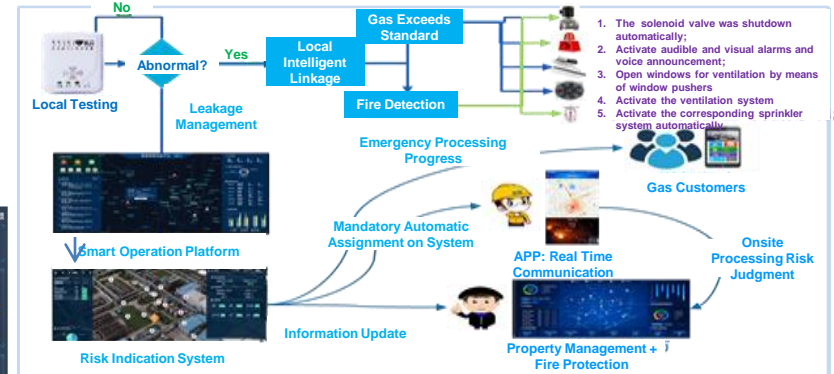 No
Local Testing
Abnormal?
Yes
Local
Intelligent
Linkage
Gas Exceeds
Standard
Fire Detection
1. The solenoid valve was shutdown
automatically;
2. Activate audible and visual alarms and
voice announcement;
3. Open windows for ventilation by means
of window pushers
4. Activate the ventilation system
5. Activate the corresponding sprinkler
system automatically
Leakage
Management
Emergency Processing
Progress
Gas Customers
Mandatory Automatic
Assignment on System
Smart Operation Platform
APP: Real Time
Communication
Onsite
Processing Risk
Judgment
Information Update
Risk Indication System
Property Management +
Fire Protection